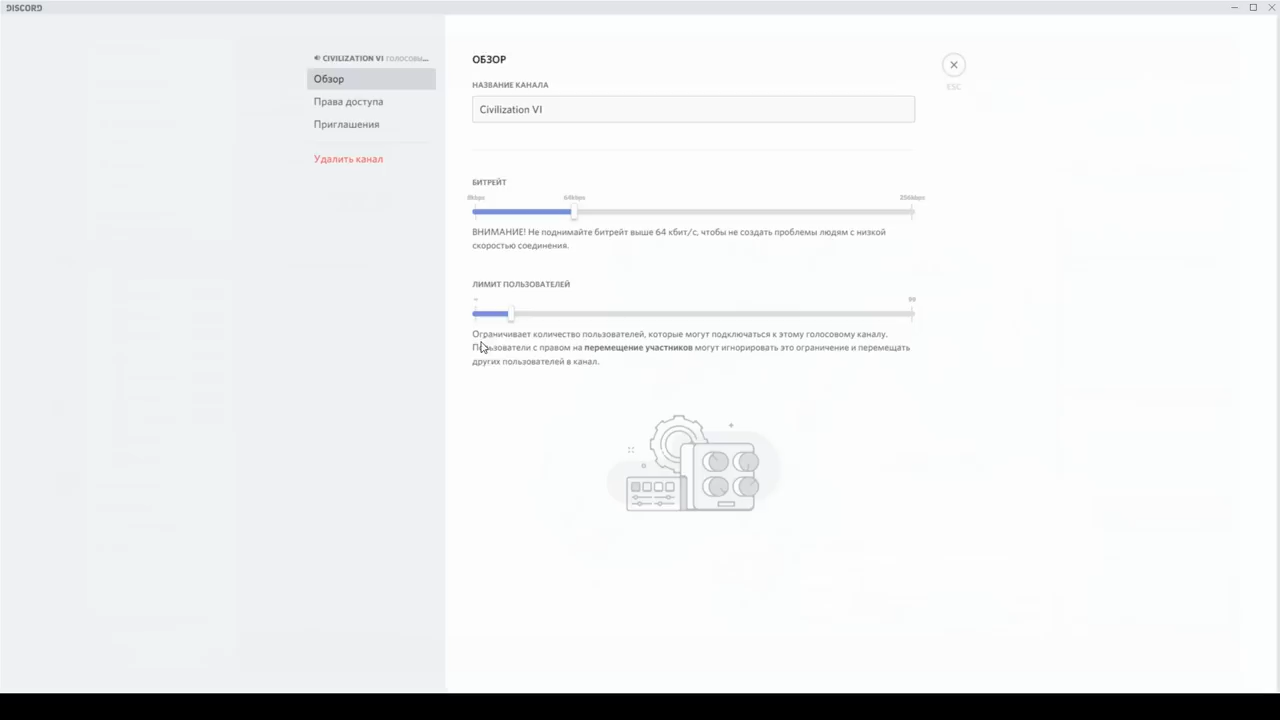 DISCORD
CIVILIZATION VI ГОЛОСОВЫ...
Обзор
Права доступа
Приглашения
Удалить канал
ОБЗОР
ESC
НАЗВАНИЕ КАНАЛА
Civilization VI
БИТРЕЙТ
8kbps 64kbps 256kbps
ВНИМАНИЕ! Не поднимайте битрейт выше 64 кбит/с, чтобы не создать проблемы людям с низкой
скоростью соединения.
ЛИМИТ ПОЛЬЗОВАТЕЛЕЙ
∞ 99
Ограничивает количество пользователей, которые могут подключаться к этому голосовому каналу.
Пользователи с правом на перемещение участников могут игнорировать это ограничение и перемещать
других пользователей в канал.